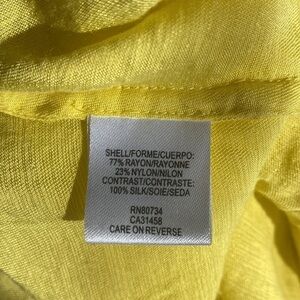 SHELL/FORME/CUERPO:
77% RAYON/RAYONNE
23% NYLON/NILON
CONTRAST/CONTRASTE:
100% SILK/SOIE/SEDA
RN80734
CA31458
CARE ON REVERSE